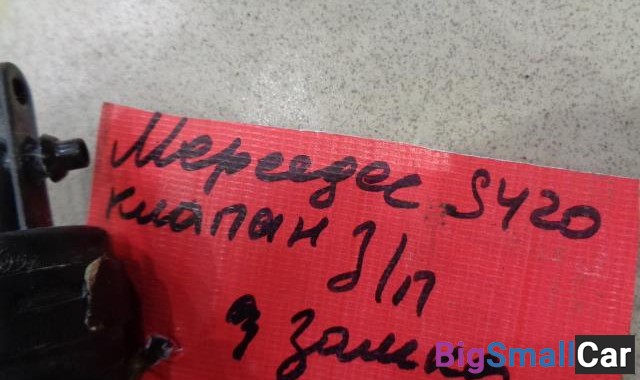 Мерседес S420
клапан З/п
BigSmallCar